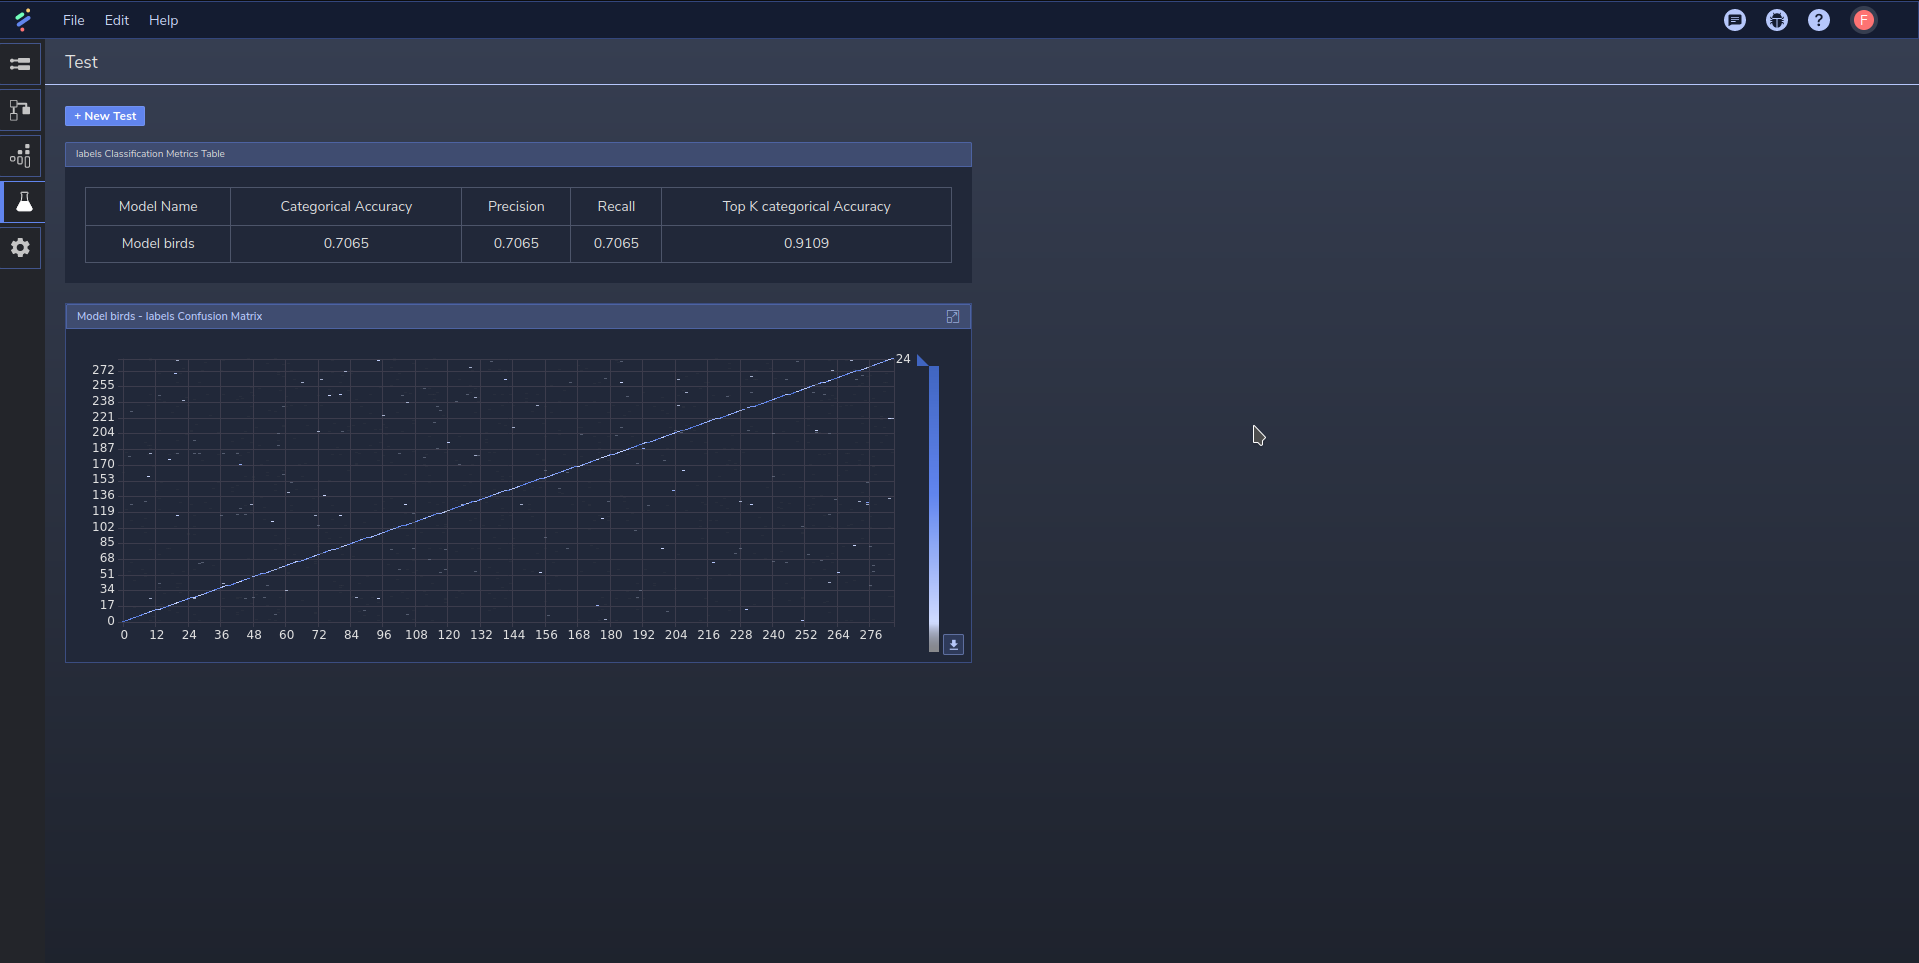 File Edit Help
? F
Test
+ New Test
labels Classification Metrics Table
Model Name Categorical Accuracy Precision Recall Top K categorical Accuracy
Model birds 0.7065 0.7065 0.7065 0.9109
Model birds - labels Confusion Matrix
24
272
255
238
221
204
187
170
153
136
119
102
85
68
51
34
17
0
0 12 24 36 48 60 72 84 96 108 120 132 144 156 168 180 192 204 216 228 240 252 264 276